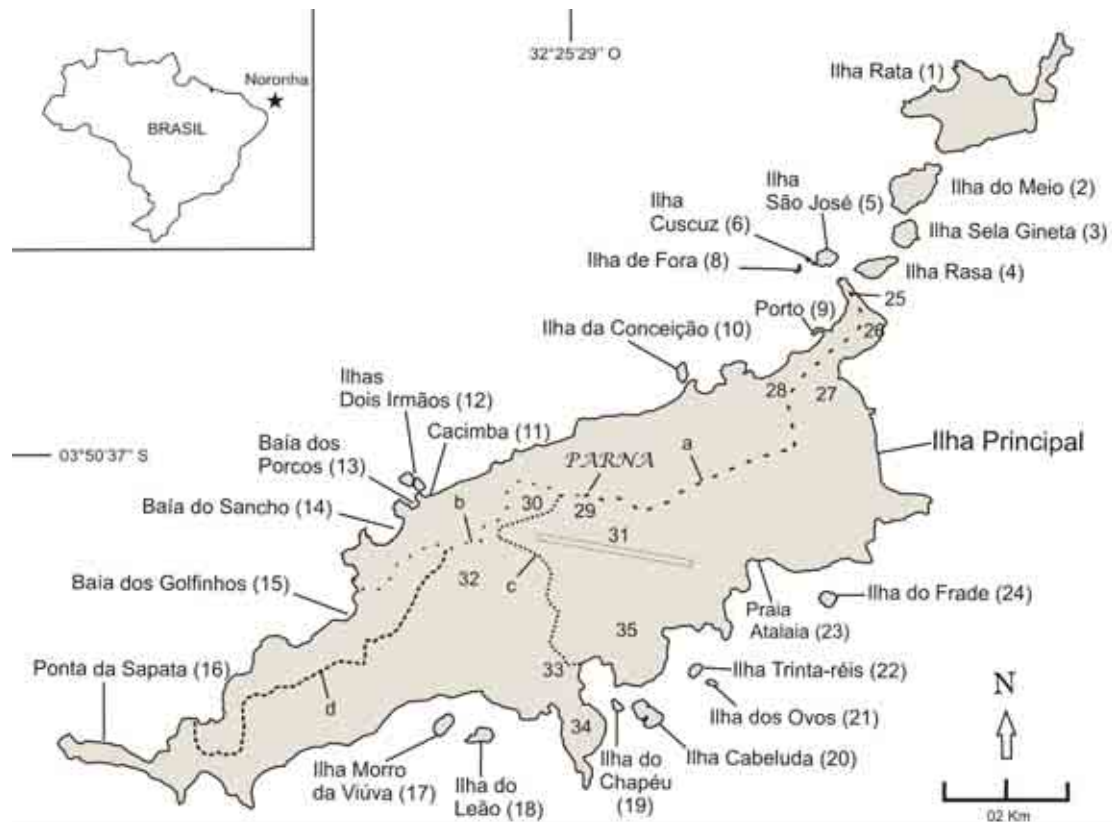 32°25'29" O
Noronha
BRASIL
Ilha Rata (1)
Ilha do Meio (2)
Ilha Sela Gineta (3)
Ilha Rasa (4)
Ilha
São José (5)
Ilha
Cuscuz (6)
Ilha de Fora (8)
25
26
Porto (9)
27
28
Ilha da Conceição (10)
Ilhas
Dois Irmãos (12)
Cacimba (11)
Baía dos
Porcos (13)
Baía do Sancho (14)
03°50'37" S
Ilha Principal
PARNA
a
b
30
29
31
32
c
Baia dos Golfinhos (15)
Praia
Atalaia (23)
Ilha do Frade (24)
35
33
Ponta da Sapata (16)
d
Ilha Trinta-réis (22)
Ilha dos Ovos (21)
34
Ilha Cabeluda (20)
Ilha do
Chapéu
(19)
Ilha Morro
da Viúva (17)
Ilha do
Leão (18)
N
02 Km